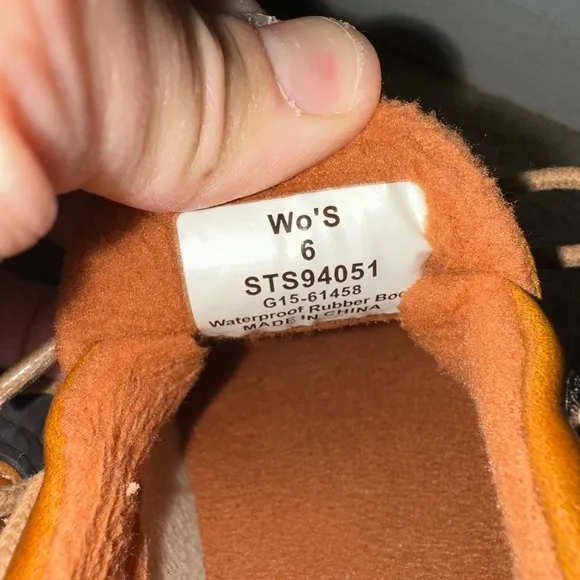 Wo'S
6
STS94051
G15-61458
Waterproof Rubber
MADE IN CHINA